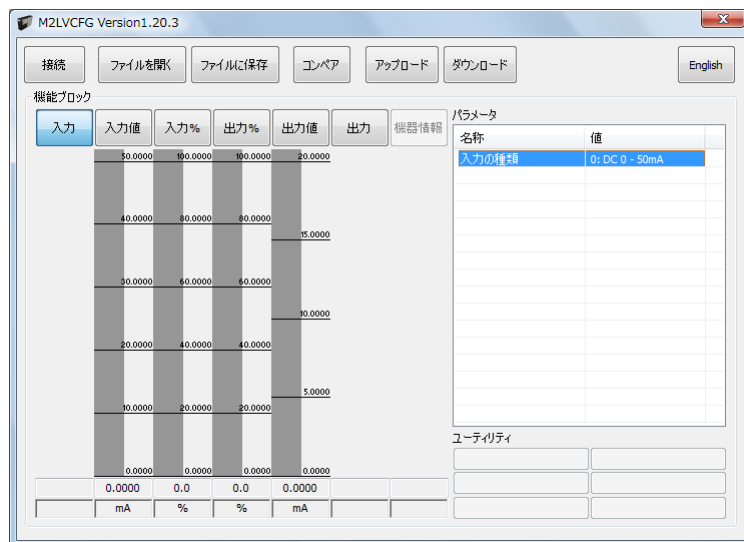 M2LVCFG Version1.20.3
接続 ファイルを開く ファイルに保存 コンペア アップロード ダウンロード English
機能ブロック
入力 入力値 入力% 出力% 出力値 出力 機器情報
パラメータ
名称 値
入力の種類 0: DC 0 - 50mA
50.0000 100.0000 100.0000 20.0000
40.0000 80.0000 80.0000
15.0000
30.0000 60.0000 60.0000
10.0000
20.0000 40.0000 40.0000
5.0000
10.0000 20.0000 20.0000
0.0000 0.0000 0.0000 0.0000
ユーティリティ
0.0000 0.0 0.0 0.0000
mA % % mA